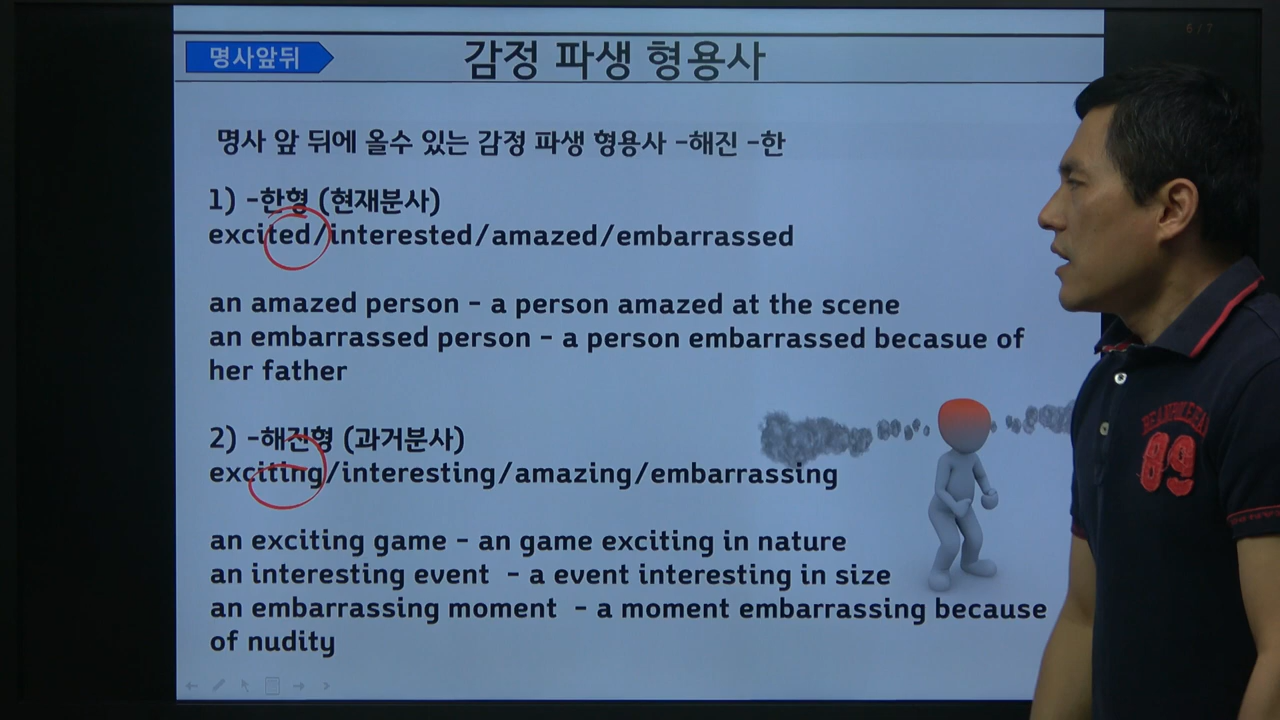 6/7
명사앞뒤
감정 파생 형용사
명사 앞 뒤에 올수 있는 감정 파생 형용사 -해진 -한
1) -한형 (현재분사)
excited/interested/amazed/embarrassed
an amazed person - a person amazed at the scene
an embarrassed person - a person embarrassed becasue of
her father
2) -해진형 (과거분사)
exciting/interesting/amazing/embarrassing
an exciting game - an game exciting in nature
an interesting event - a event interesting in size
an embarrassing moment - a moment embarrassing because
of nudity
89